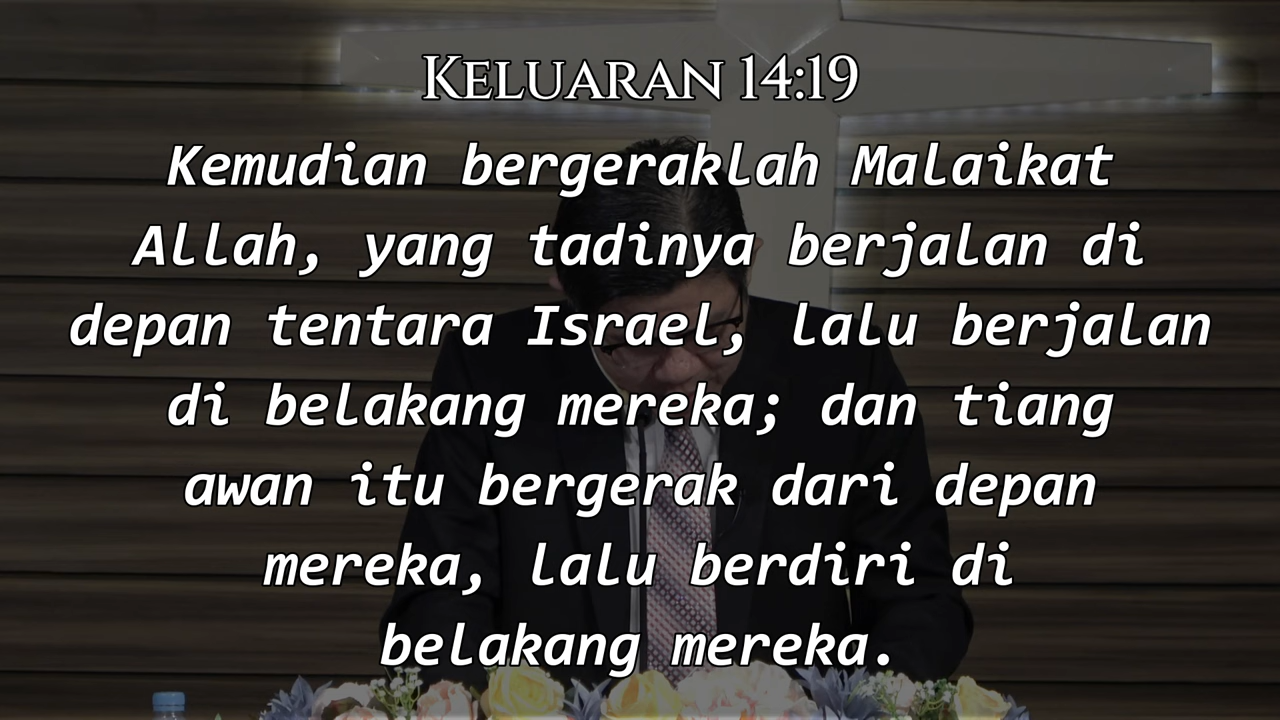 KELUARAN 14:19
Kemudian bergeraklah Malaikat
Allah, yang tadinya berjalan di
depan tentara Israel, lalu berjalan
di belakang mereka; dan tiang
awan itu bergerak dari depan
mereka, lalu berdiri di
belakang mereka.